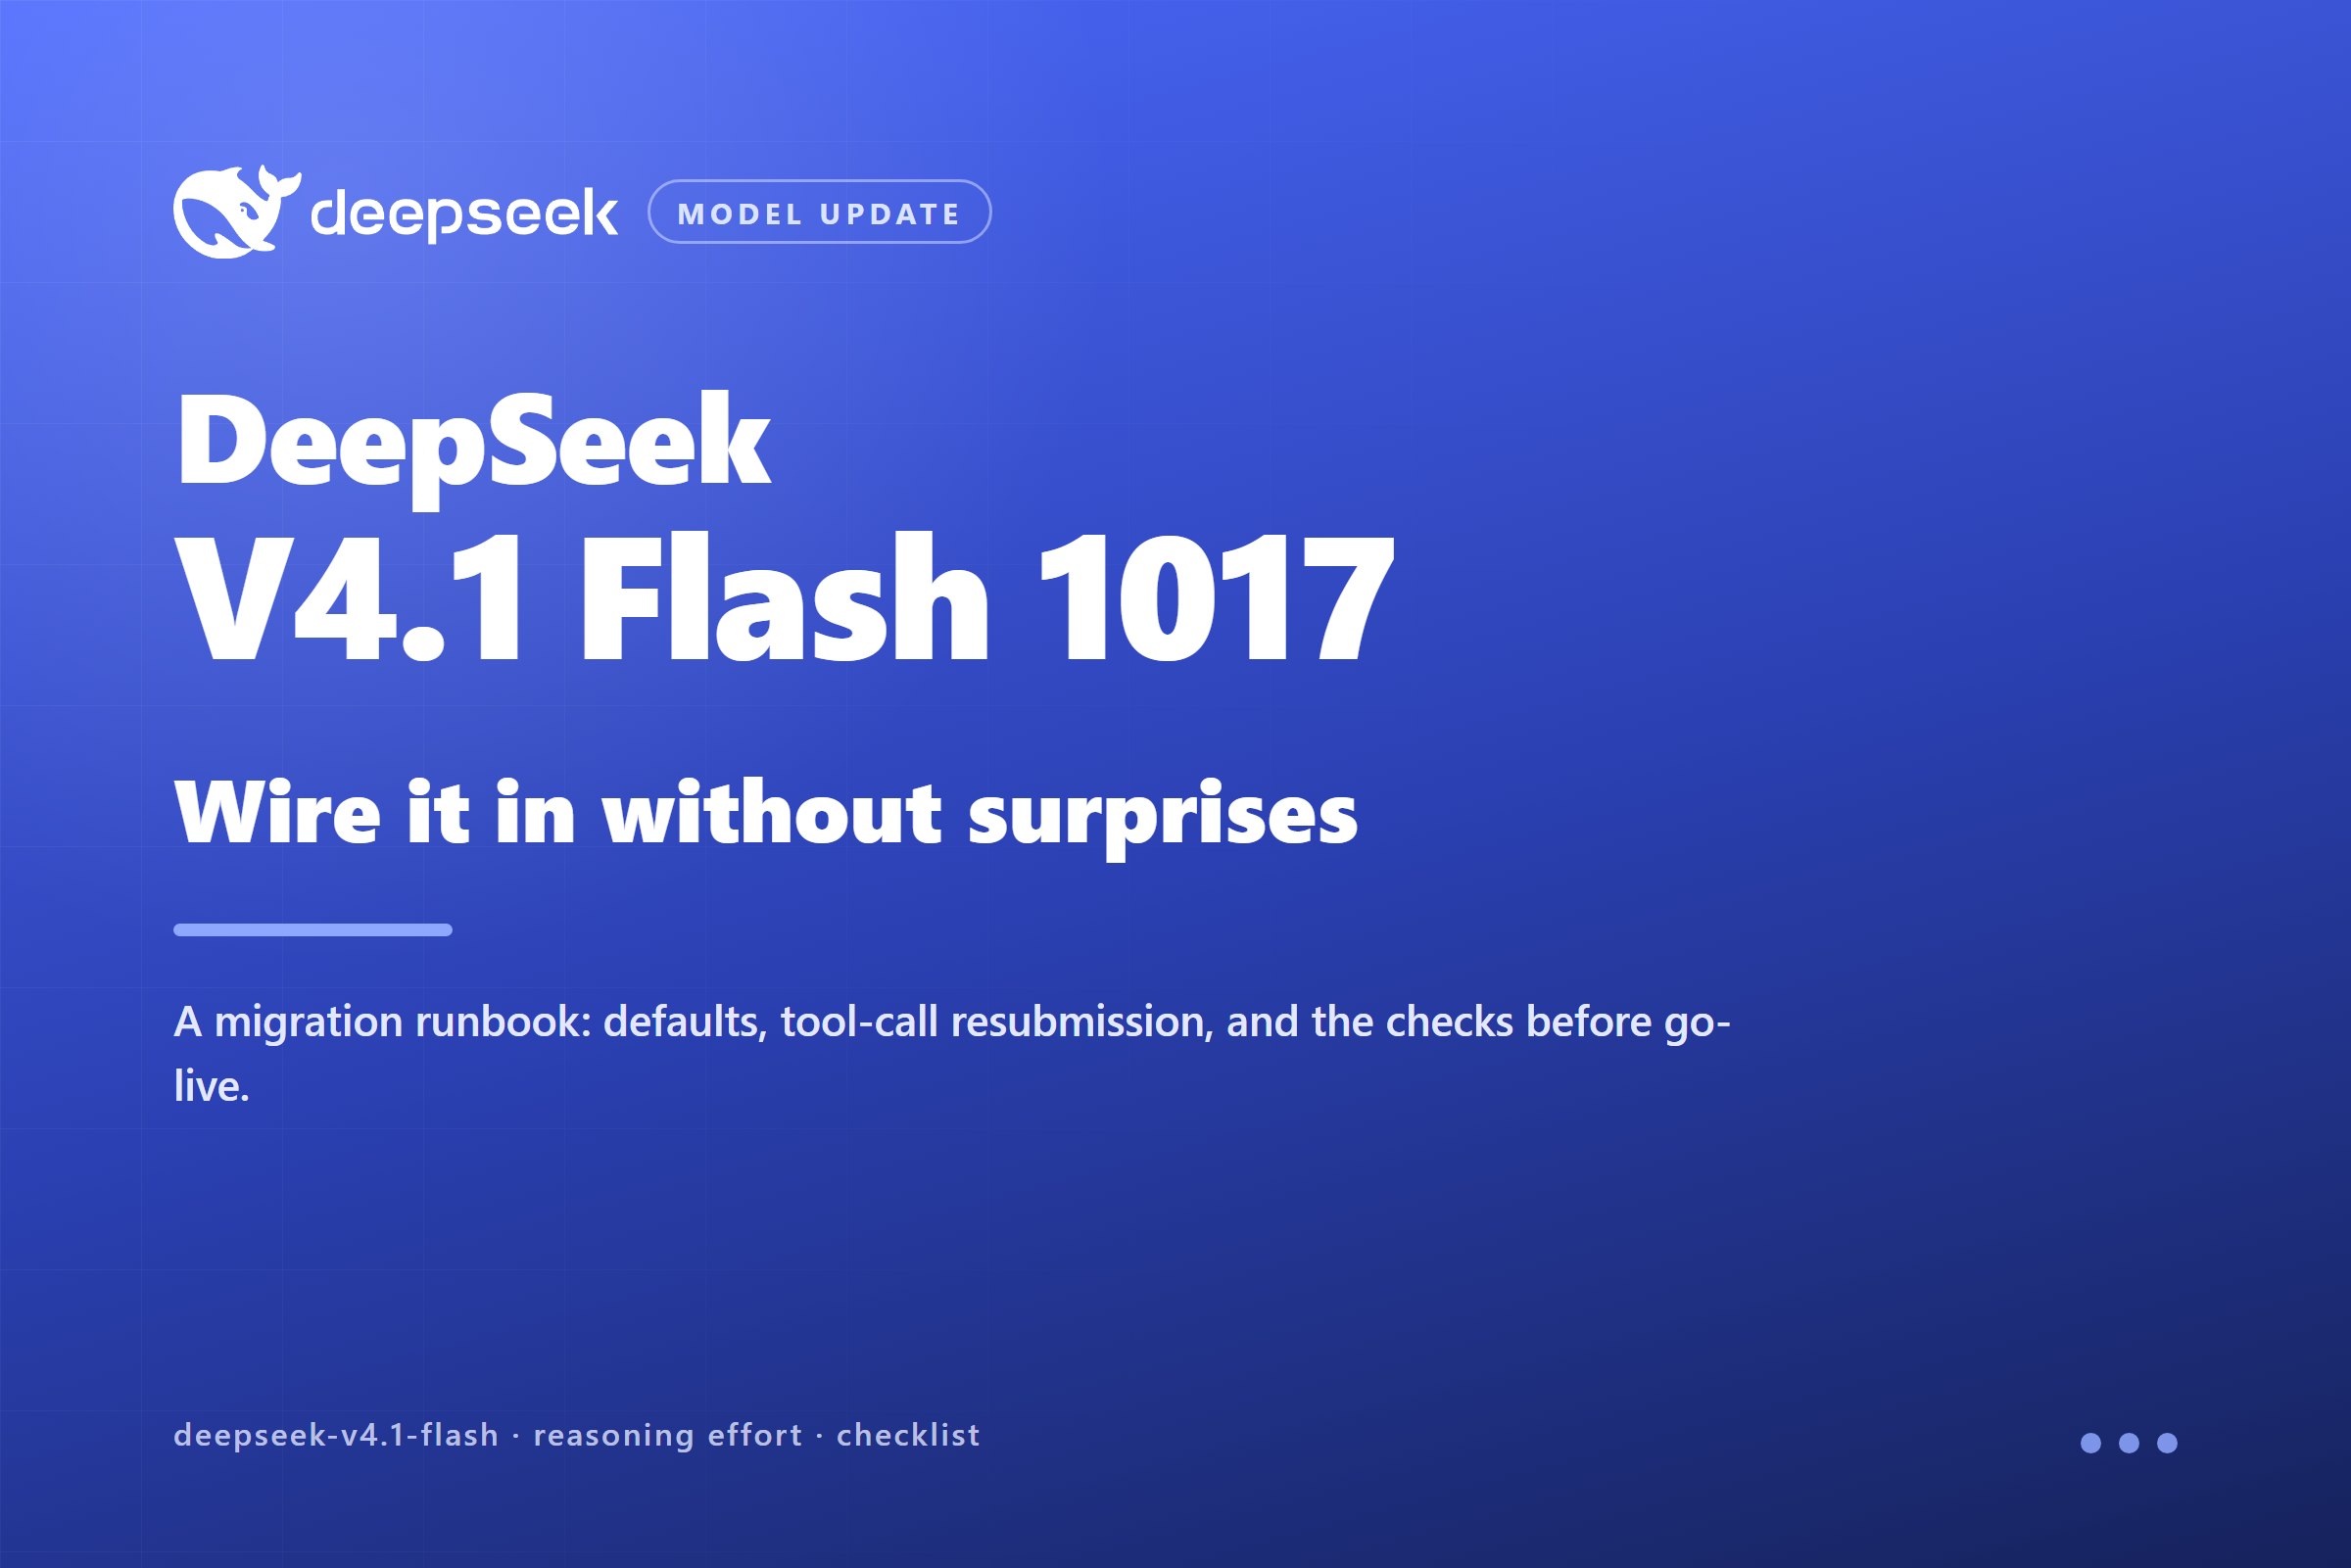 deepseek
MODEL UPDATE
DeepSeek
V4.1 Flash 1017
Wire it in without surprises
A migration runbook: defaults, tool-call resubmission, and the checks before go-
live.
deepseek-v4.1-flash · reasoning effort · checklist